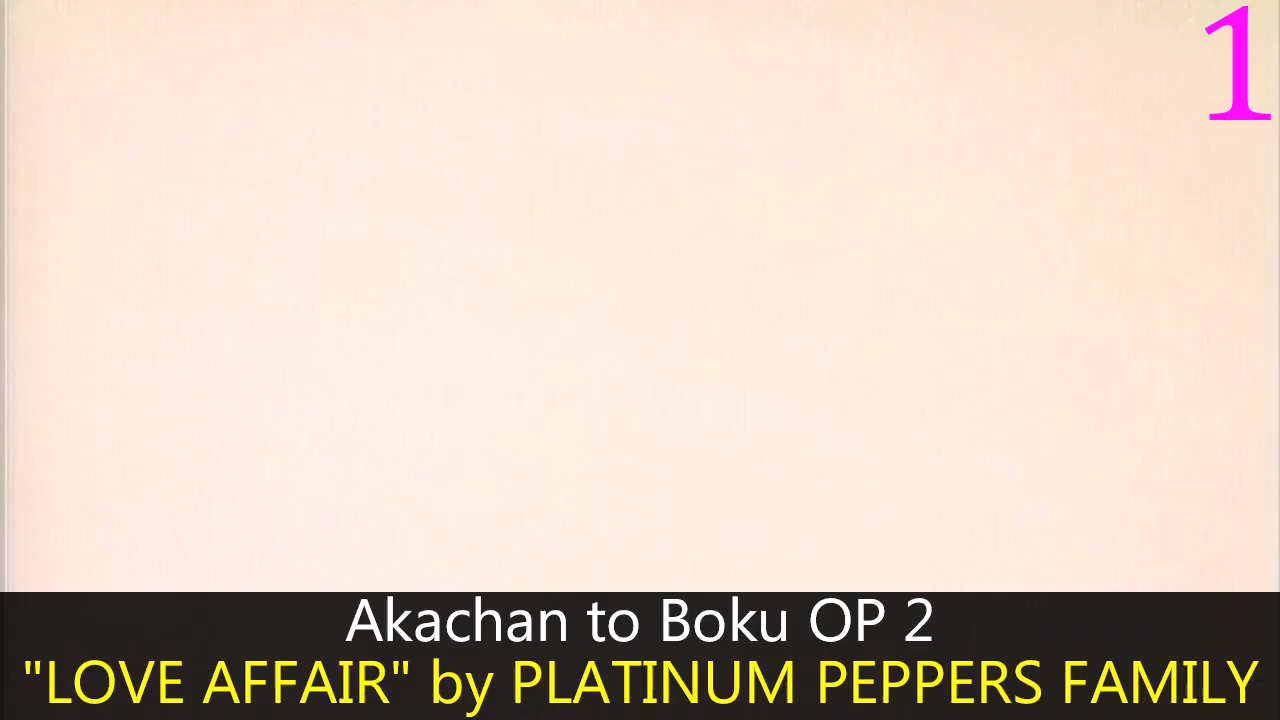 1
Akachan to Boku OP 2
"LOVE AFFAIR" by PLATINUM PEPPERS FAMILY